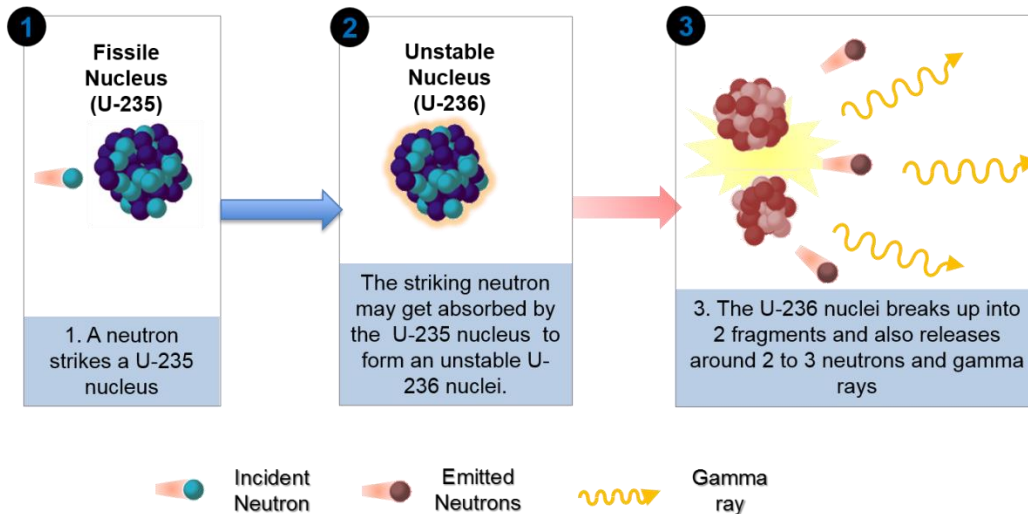 1
Fissile
Nucleus
(U-235)
1. A neutron
strikes a U-235
nucleus
2
Unstable
Nucleus
(U-236)
The striking neutron
may get absorbed by
the U-235 nucleus to
form an unstable U-
236 nuclei.
3
3. The U-236 nuclei breaks up into
2 fragments and also releases
around 2 to 3 neutrons and gamma
rays
Incident
Neutron
Emitted
Neutrons
Gamma
ray